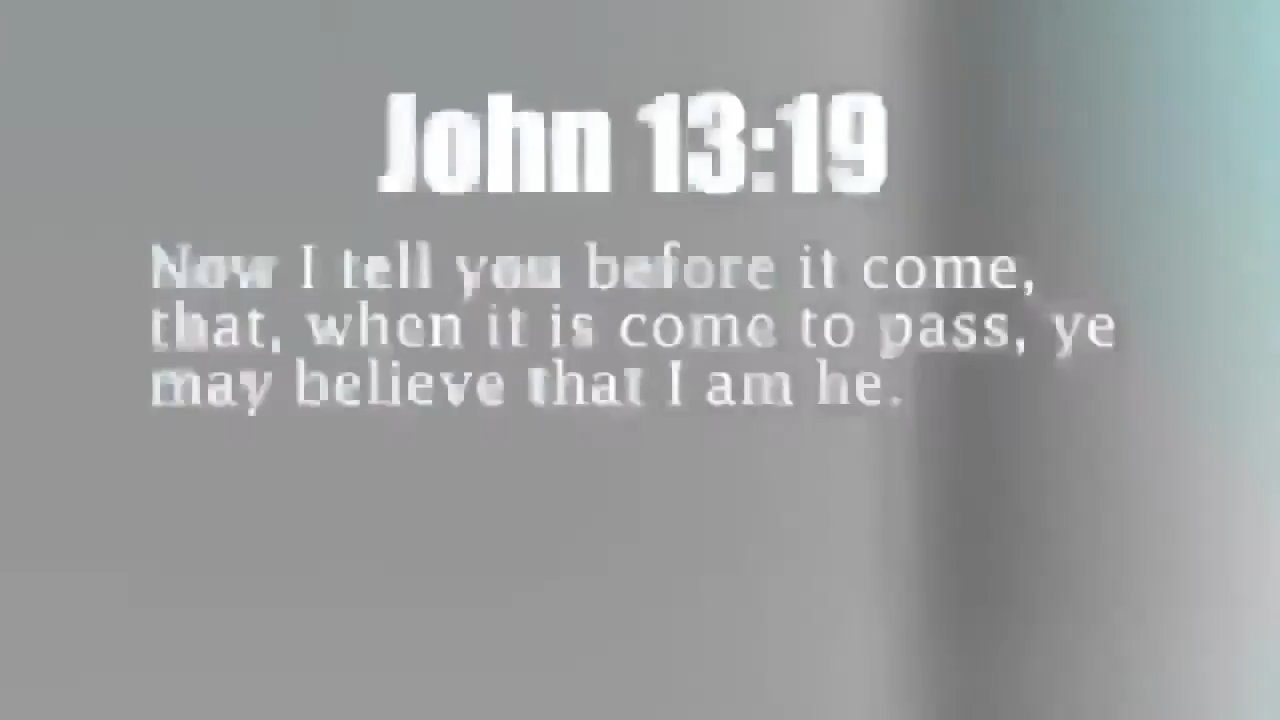 John 13:19
Now I tell you before it come,
that, when it is come to pass, ye
may believe that I am he.